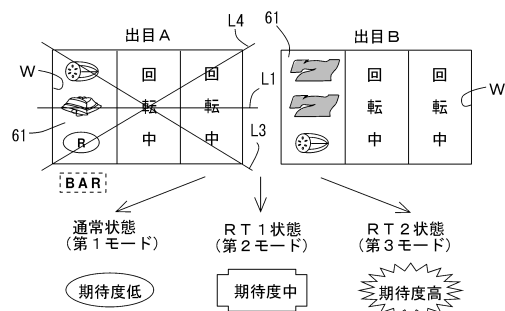 出目A
L4
61
出目B
W
回
回
転
転
中
中
L1
61
R
L3
BAR
7
7
回
回
転
転
中
中
W
通常状態
(第1モード)
RT1状態
(第2モード)
RT2状態
(第3モード)
期待度低
期待度中
期待度高